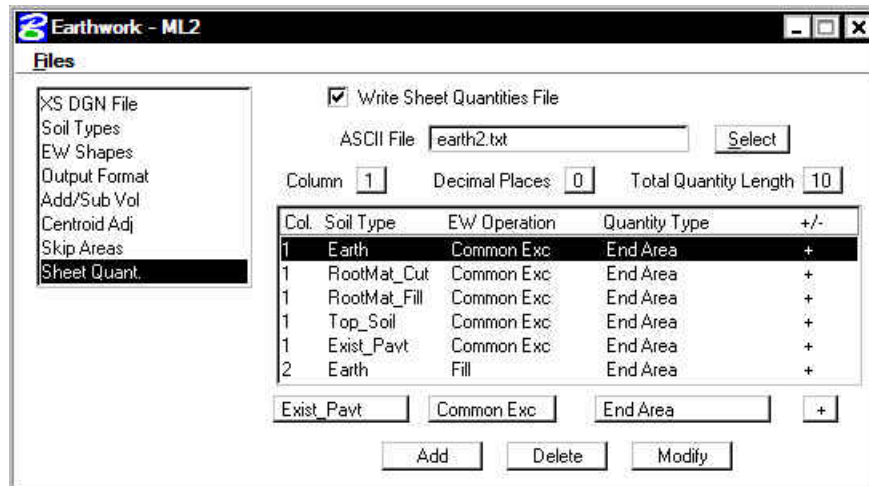 Earthwork - ML2
Files
XS DGN File
Soil Types
EW Shapes
Output Format
Add/Sub Vol
Centroid Adj
Skip Areas
Sheet Quant.
Write Sheet Quantities File
ASCII File earth2.txt Select
Column 1 Decimal Places 0 Total Quantity Length 10
Col. Soil Type EW Operation Quantity Type +/-
1 Earth Common Exc End Area +
1 RootMat_Cut Common Exc End Area +
1 RootMat_Fill Common Exc End Area +
1 Top_Soil Common Exc End Area +
1 Exist_Pavt Common Exc End Area +
2 Earth Fill End Area +
Exist_Pavt Common Exc End Area +
Add Delete Modify